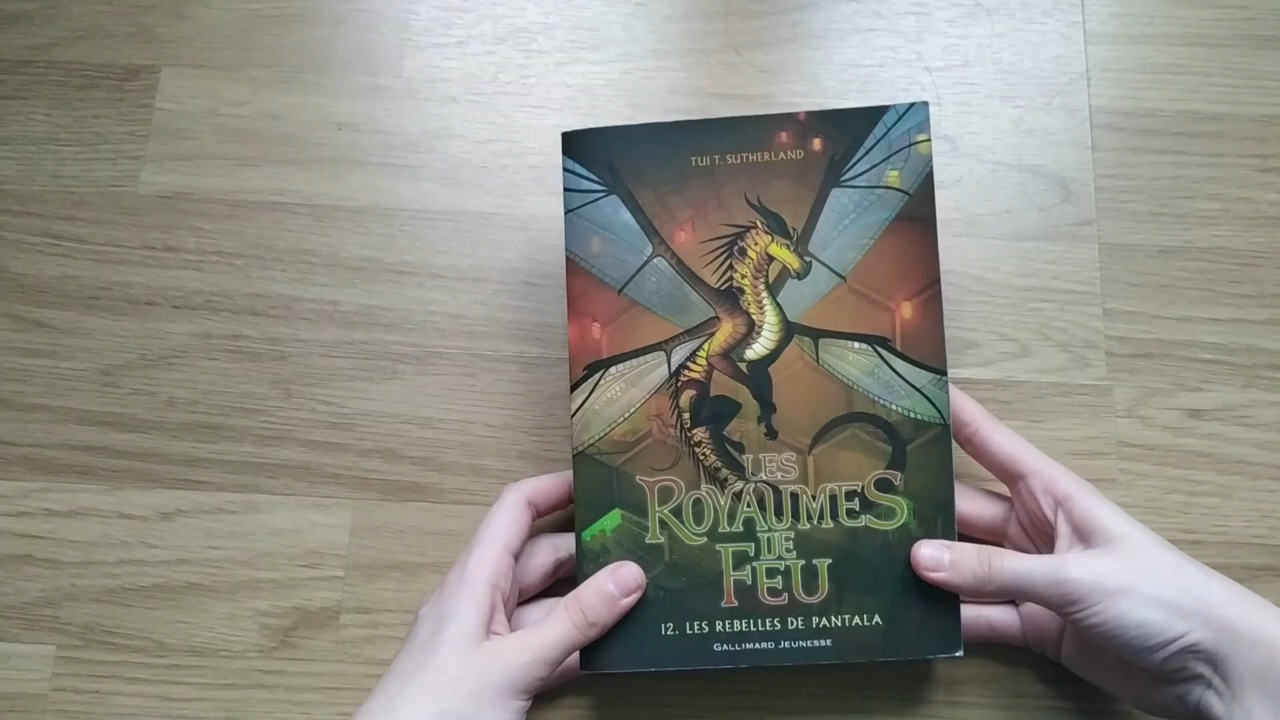 TUI T. SUTHERLAND
LES
ROYAUMES
DE
FEU
12. LES REBELLES DE PANTALA
GALLIMARD JEUNESSE